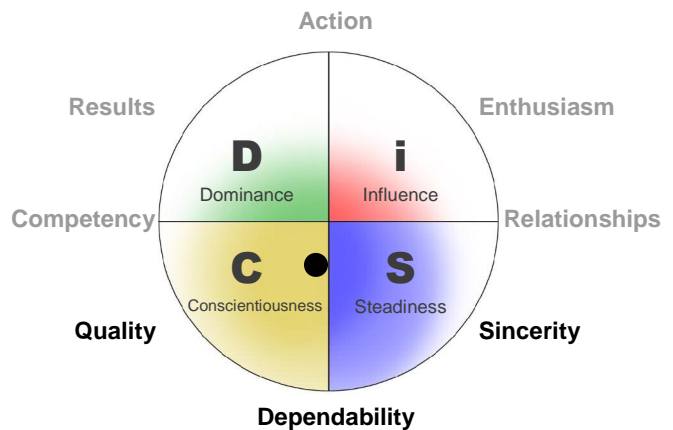 Action
Results
Enthusiasm
D
i
Dominance
Influence
Competency
Relationships
C
S
Conscientiousness
Steadiness
Quality
Sincerity
Dependability